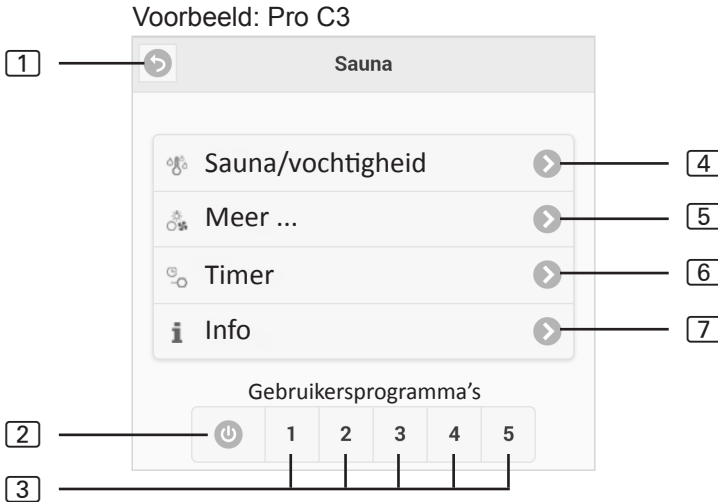 Voorbeeld: Pro C3
1
Sauna
Sauna/vochtigheid
4
Meer ...
5
Timer
6
Info
7
Gebruikersprogramma's
2
1 2 3 4 5
3